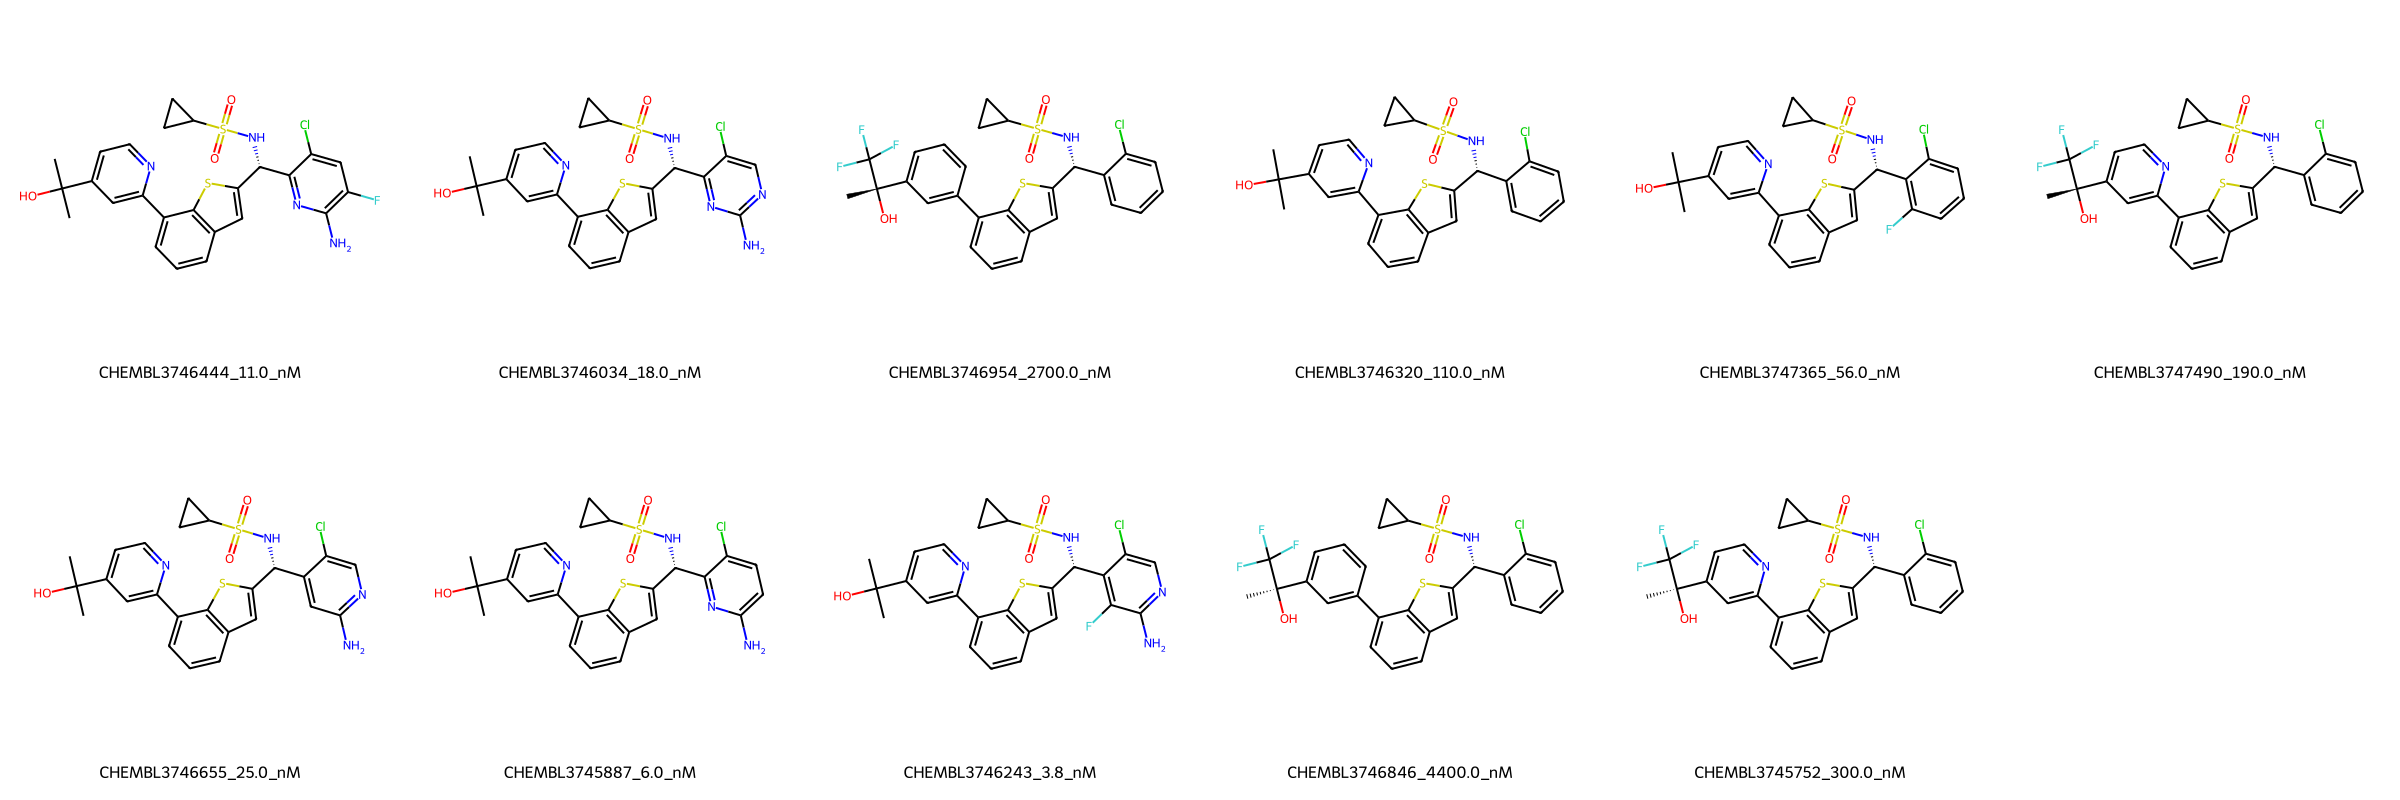 CHEMBL3746444_11.0_nM
CHEMBL3746034_18.0_nM
CHEMBL3746954_2700.0_nM
CHEMBL3746320_110.0_nM
CHEMBL3747365_56.0_nM
CHEMBL3747490_190.0_nM
CHEMBL3746655_25.0_nM
CHEMBL3745887_6.0_nM
CHEMBL3746243_3.8_nM
CHEMBL3746846_4400.0_nM
CHEMBL3745752_300.0_nM